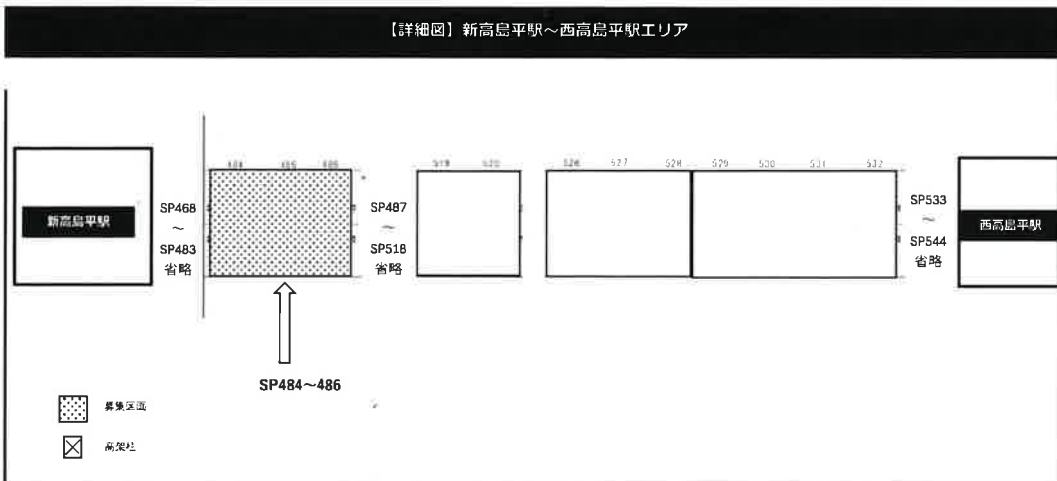 【詳細図】新高島平駅～西高島平駅エリア
484 485 486
519 520
526 527 528 529 530 531 532
新高島平駅
SP468
～
SP483
省略
SP487
～
SP518
省略
SP533
～
SP544
省略
西高島平駅
SP484～486
募集区画
高架柱